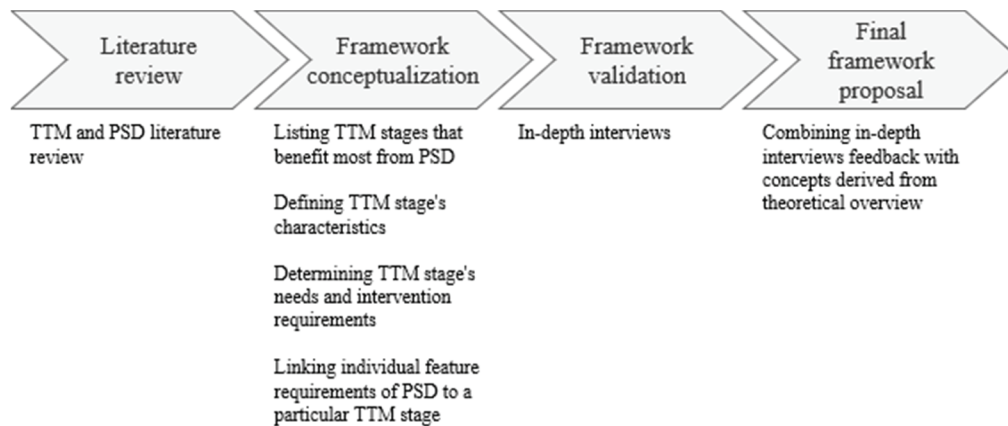 Literature
review
Framework
conceptualization
Framework
validation
Final
framework
proposal
TTM and PSD literature
review
Listing TTM stages that
benefit most from PSD
Defining TTM stage's
characteristics
Determining TTM stage's
needs and intervention
requirements
Linking individual feature
requirements of PSD to a
particular TTM stage
In-depth interviews
Combining in-depth
interviews feedback with
concepts derived from
theoretical overview